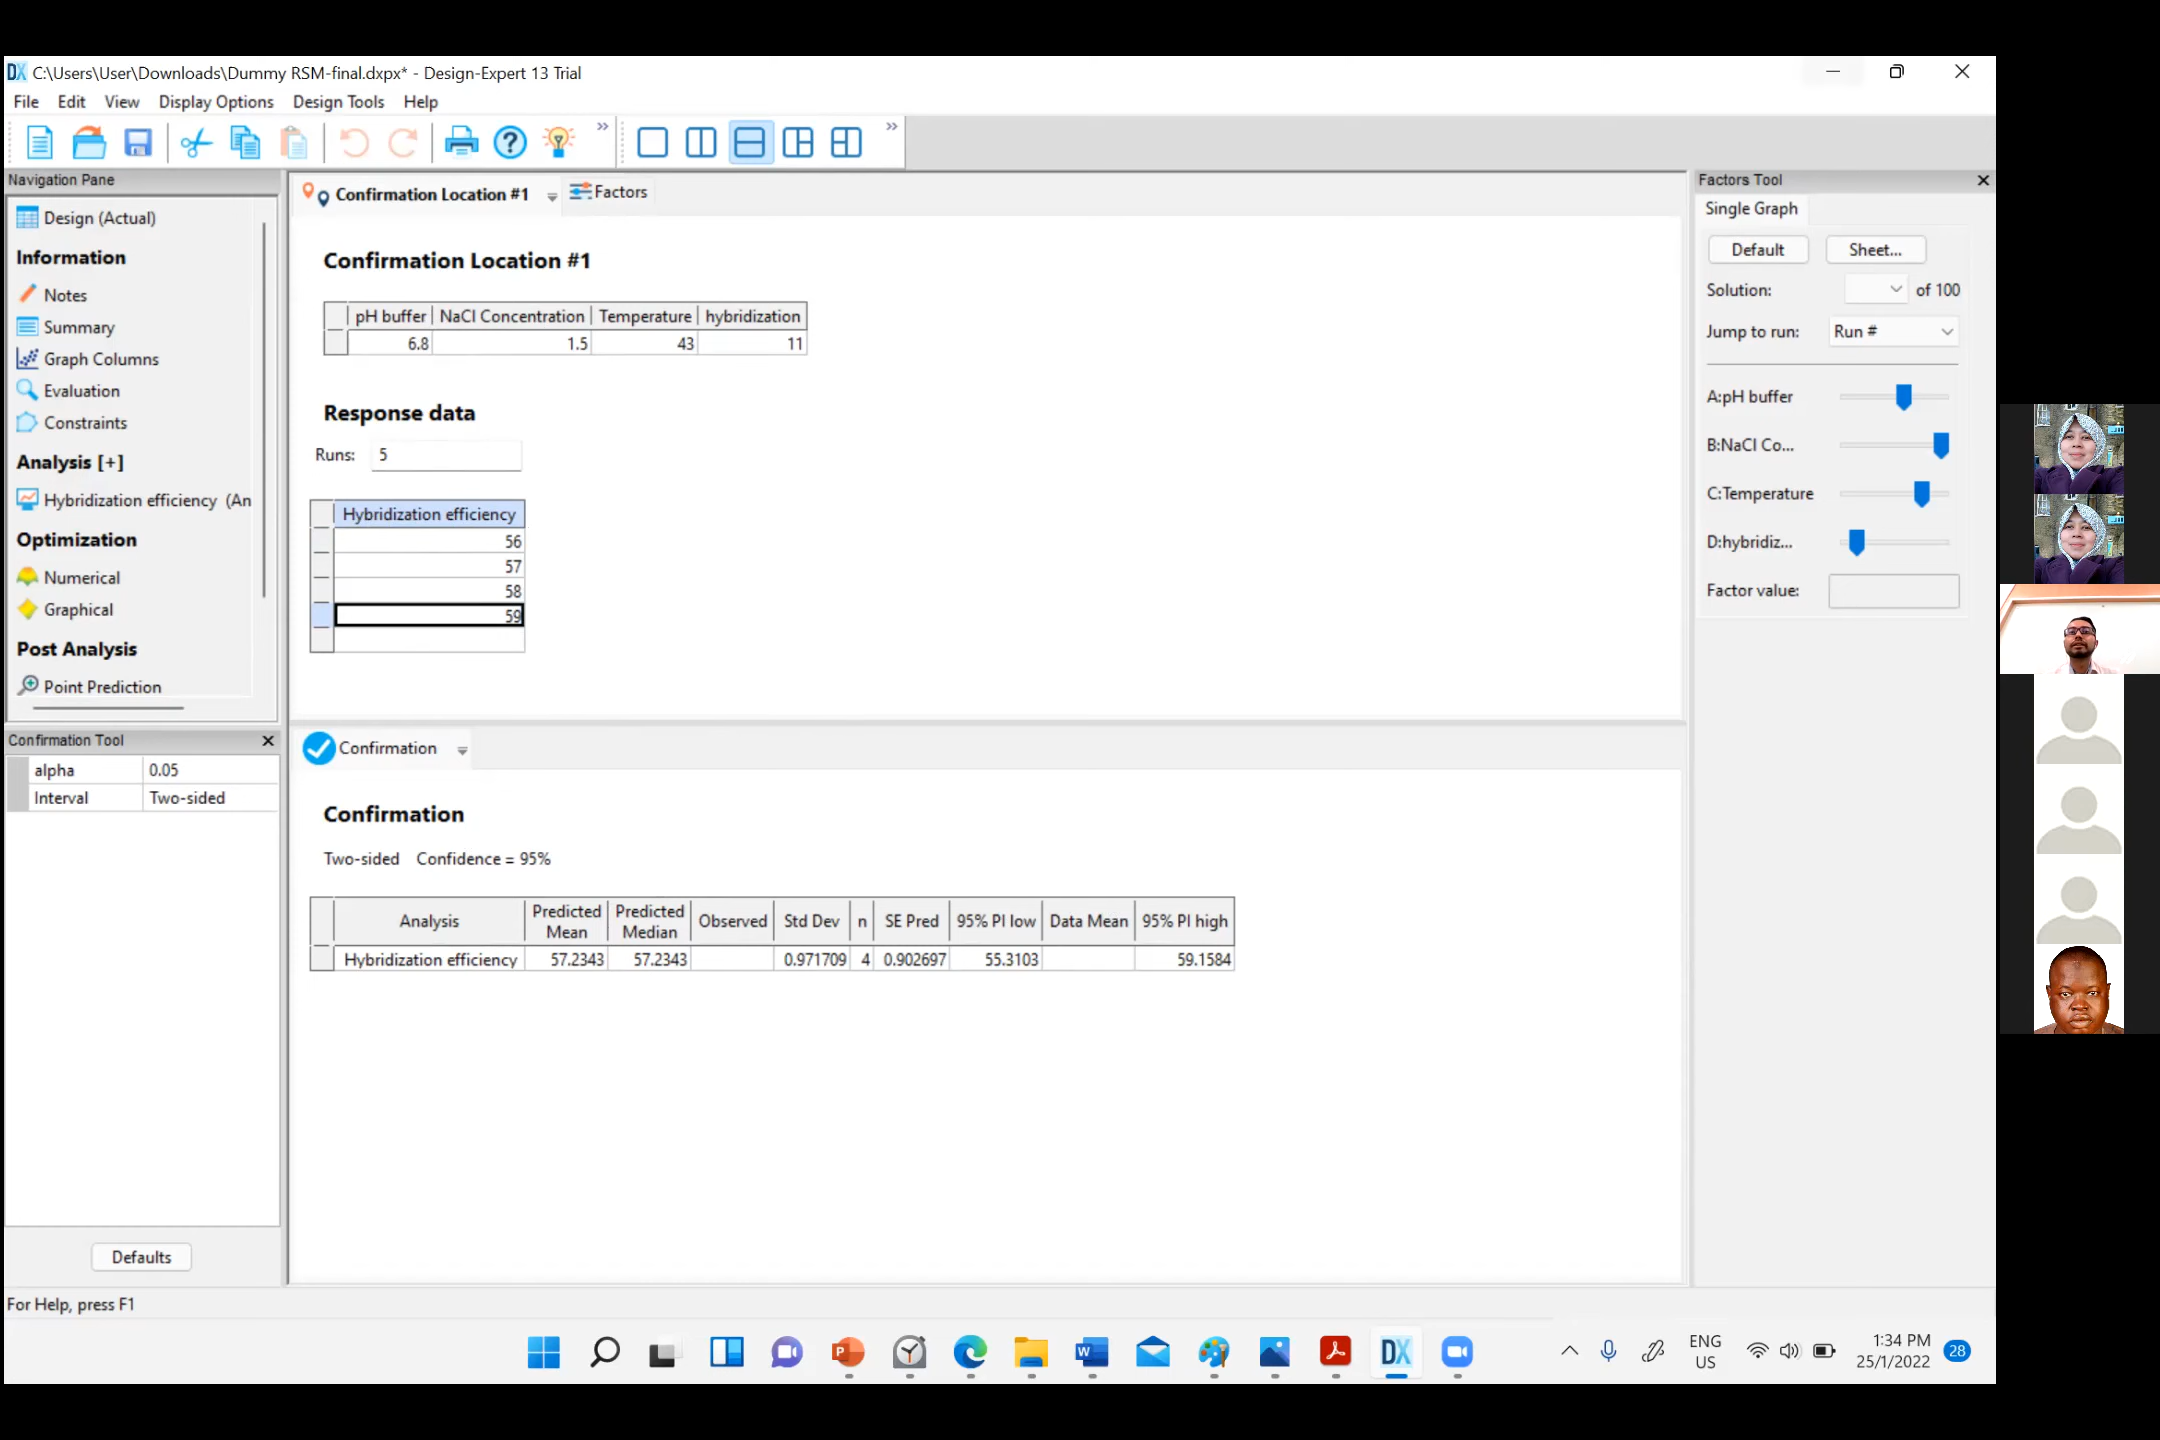 C:\Users\User\Downloads\Dummy RSM-final.dxpx* - Design-Expert 13 Trial
File Edit View Display Options Design Tools Help
Navigation Pane
Design (Actual)
Information
Notes
Summary
Graph Columns
Evaluation
Constraints
Analysis [+]
Hybridization efficiency (An
Optimization
Numerical
Graphical
Post Analysis
Point Prediction
Confirmation Tool
alpha 0.05
Interval Two-sided
Defaults
Confirmation Location #1 Factors
Confirmation Location #1
pH buffer NaCl Concentration Temperature hybridization
6.8 1.5 43 11
Response data
Runs: 5
Hybridization efficiency
56
57
58
59
Confirmation
Confirmation
Two-sided Confidence = 95%
Analysis Predicted Mean Predicted Median Observed Std Dev n SE Pred 95% PI low Data Mean 95% PI high
Hybridization efficiency 57.2343 57.2343 0.971709 4 0.902697 55.3103 59.1584
Factors Tool
Single Graph
Default Sheet...
Solution: of 100
Jump to run: Run #
A:pH buffer
B:NaCl Co...
C:Temperature
D:hybridiz...
Factor value:
For Help, press F1
ENG
US
1:34 PM
25/1/2022
28